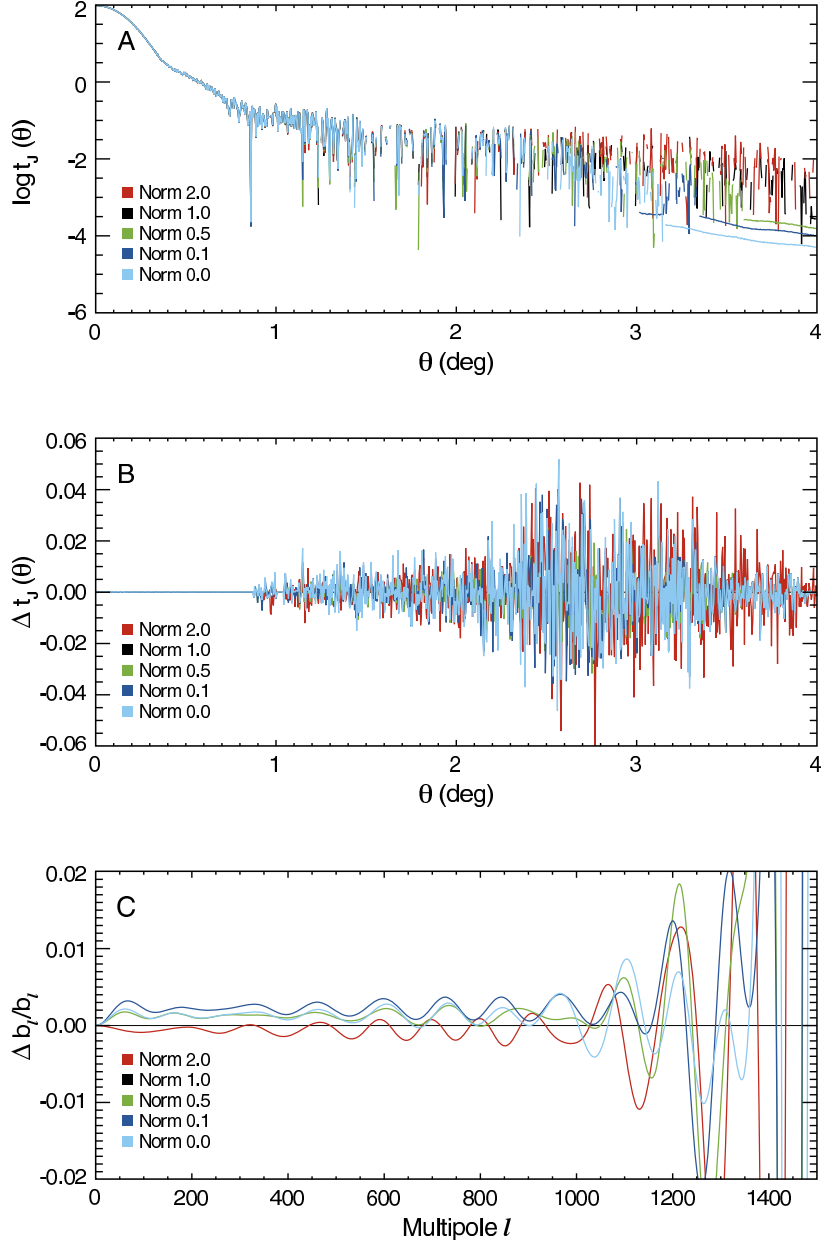 A
log tJ (θ)
2
0
-2
-4
-6
Norm 2.0
Norm 1.0
Norm 0.5
Norm 0.1
Norm 0.0
0 1 2 3 4
θ (deg)
B
Δ tJ (θ)
0.06
0.04
0.02
0.00
-0.02
-0.04
-0.06
Norm 2.0
Norm 1.0
Norm 0.5
Norm 0.1
Norm 0.0
0 1 2 3 4
θ (deg)
C
Δ bl/bl
0.02
0.01
0.00
-0.01
-0.02
Norm 2.0
Norm 1.0
Norm 0.5
Norm 0.1
Norm 0.0
0 200 400 600 800 1000 1200 1400
Multipole l